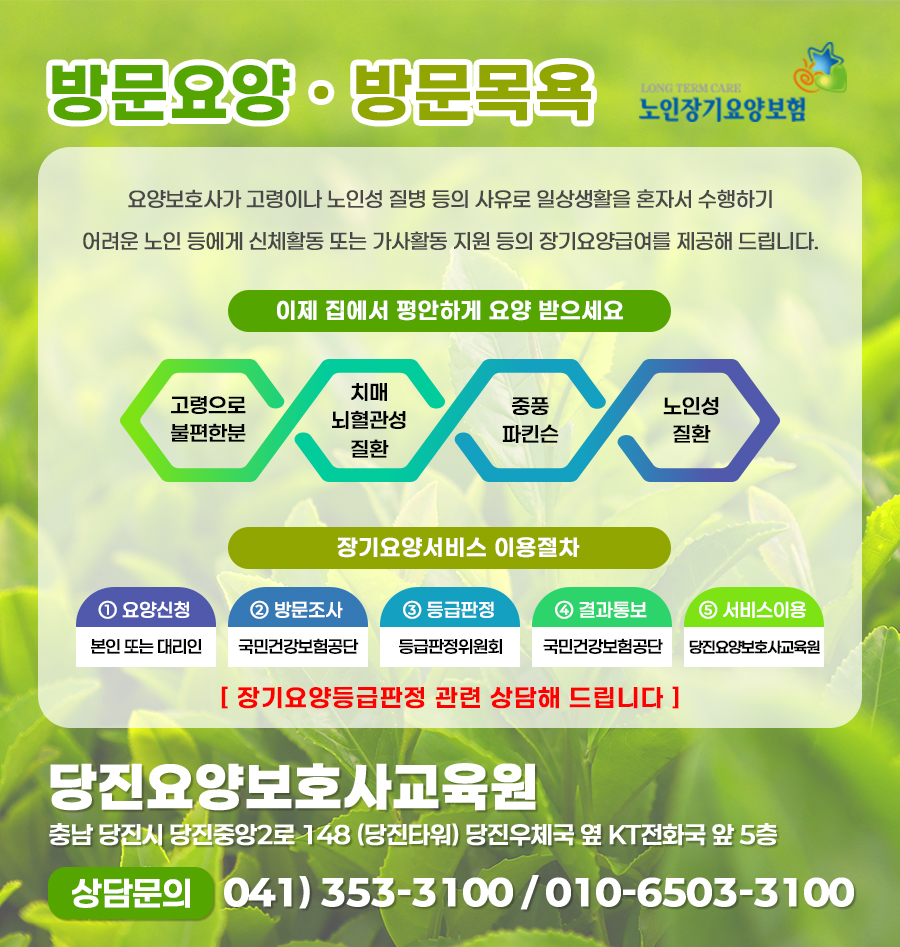 방문요양 · 방문목욕
LONG TERM CARE
노인장기요양보험
요양보호사가 고령이나 노인성 질병 등의 사유로 일상생활을 혼자서 수행하기
어려운 노인 등에게 신체활동 또는 가사활동 지원 등의 장기요양급여를 제공해 드립니다.
이제 집에서 평안하게 요양 받으세요
고령으로
불편한분
치매
뇌혈관성
질환
중풍
파킨슨
노인성
질환
장기요양서비스 이용절차
① 요양신청
본인 또는 대리인
② 방문조사
국민건강보험공단
③ 등급판정
등급판정위원회
④ 결과통보
국민건강보험공단
⑤ 서비스이용
당진요양보호사교육원
[ 장기요양등급판정 관련 상담해 드립니다 ]
당진요양보호사교육원
충남 당진시 당진중앙2로 148 (당진타워) 당진우체국 옆 KT전화국 앞 5층
상담문의 041) 353-3100 / 010-6503-3100